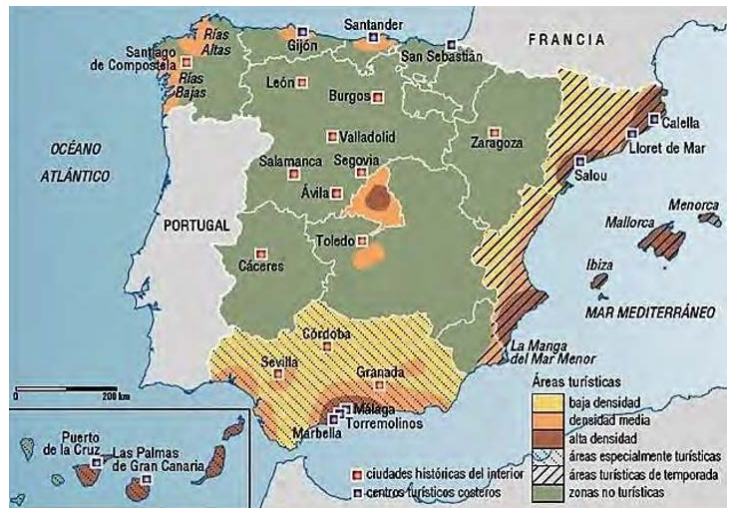 FRANCIA
OCÉANO
ATLÁNTICO
PORTUGAL
MAR MEDITERRÁNEO
Rías
Altas
Rías
Bajas
Santiago
de Compostela
Gijón
Santander
San Sebastián
León
Burgos
Valladolid
Zaragoza
Salamanca
Segovia
Ávila
Toledo
Cáceres
Calella
Lloret de Mar
Salou
Menorca
Mallorca
Ibiza
La Manga
del Mar Menor
Córdoba
Sevilla
Granada
Málaga
Torremolinos
Marbella
0
200 km
Puerto
de la Cruz
Las Palmas
de Gran Canaria
ciudades históricas del interior
centros turísticos costeros
Áreas turísticas
baja densidad
densidad media
alta densidad
áreas especialmente turísticas
áreas turísticas de temporada
zonas no turísticas